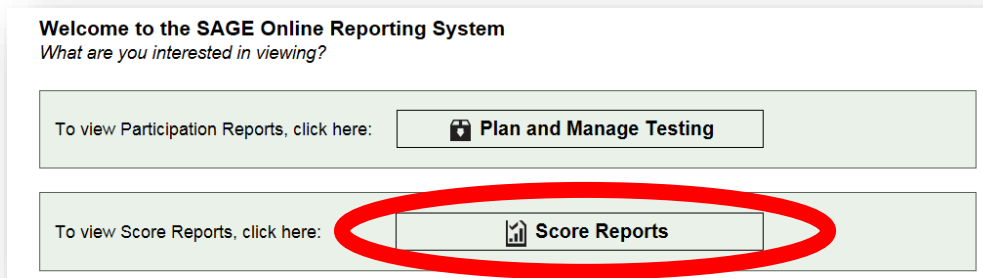 Welcome to the SAGE Online Reporting System
What are you interested in viewing?
To view Participation Reports, click here: Plan and Manage Testing
To view Score Reports, click here: Score Reports